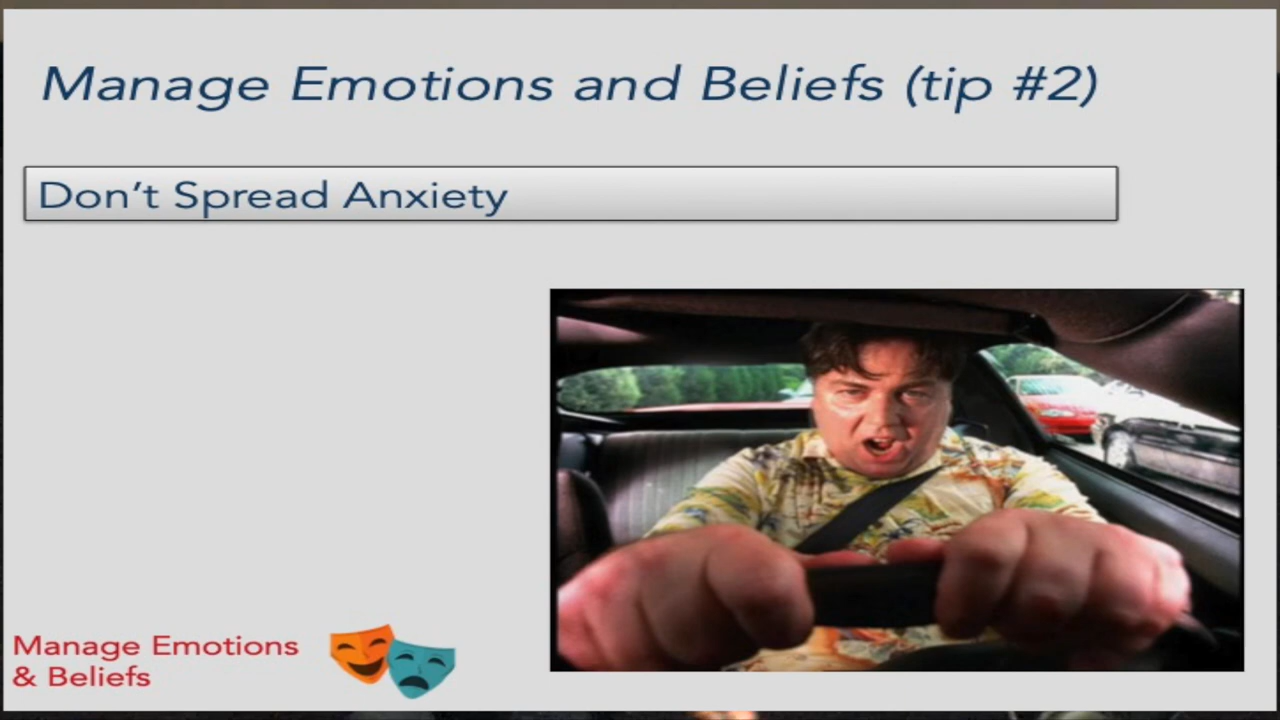 Manage Emotions and Beliefs (tip #2)
Don't Spread Anxiety
Manage Emotions
& Beliefs